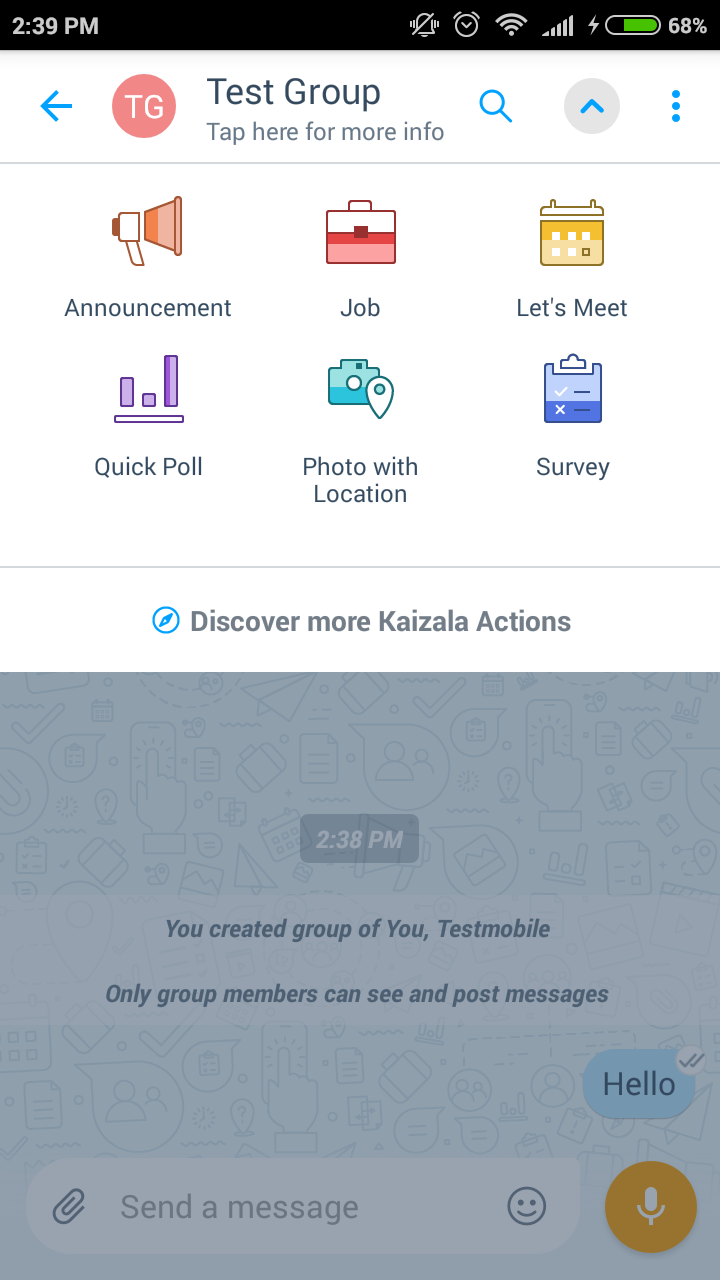 2:39 PM
68%
TG
Test Group
Tap here for more info
Announcement
Job
Let's Meet
Quick Poll
Photo with
Location
Survey
Discover more Kaizala Actions
2:38 PM
You created group of You, Testmobile
Only group members can see and post messages
Hello
Send a message